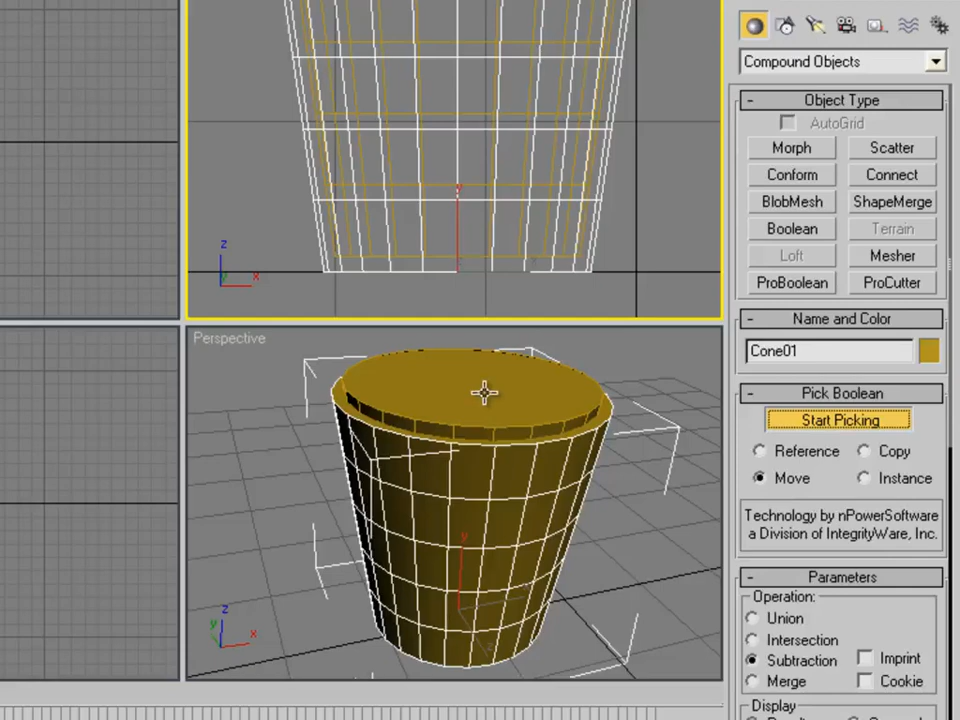 Compound Objects
- Object Type
AutoGrid
Morph Scatter
Conform Connect
BlobMesh ShapeMerge
Boolean Terrain
Loft Mesher
ProBoolean ProCutter
- Name and Color
Cone01
- Pick Boolean
Start Picking
Reference Copy
Move Instance
Technology by nPowerSoftware
a Division of IntegrityWare, Inc.
- Parameters
Operation:
Union
Intersection
Subtraction Imprint
Merge Cookie
Display
y
z
x
Perspective
y
z
y
x